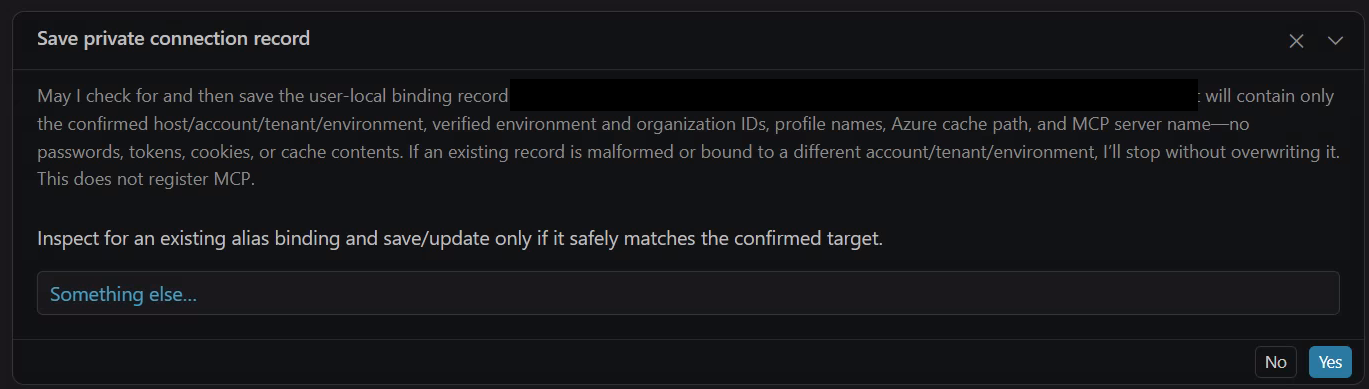 Save private connection record
May I check for and then save the user-local binding record will contain only
the confirmed host/account/tenant/environment, verified environment and organization IDs, profile names, Azure cache path, and MCP server name—no
passwords, tokens, cookies, or cache contents. If an existing record is malformed or bound to a different account/tenant/environment, I’ll stop without overwriting it.
This does not register MCP.
Inspect for an existing alias binding and save/update only if it safely matches the confirmed target.
Something else...
No
Yes